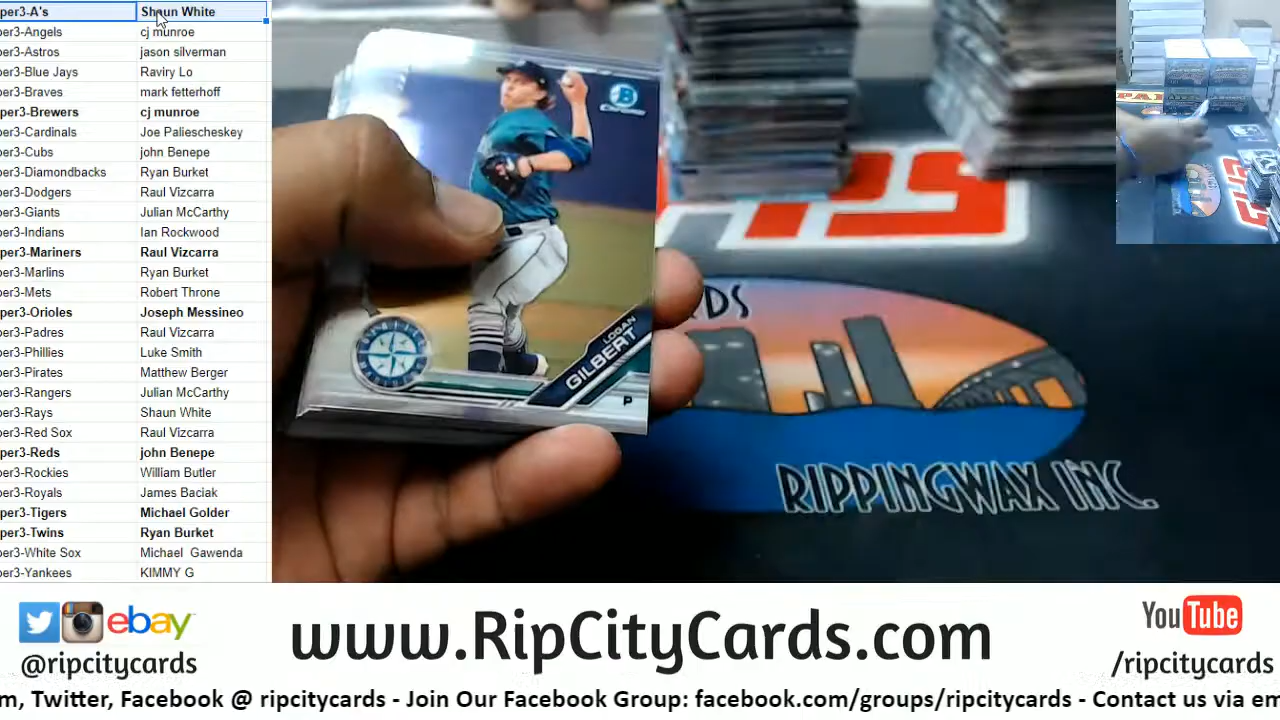 per3-A's Shaun White
per3-Angels cj munroe
per3-Astros jason silverman
per3-Blue Jays Raviry Lo
per3-Braves mark fetterhoff
per3-Brewers cj munroe
per3-Cardinals Joe Paliescheskey
per3-Cubs john Benepe
per3-Diamondbacks Ryan Burket
per3-Dodgers Raul Vizcarra
per3-Giants Julian McCarthy
per3-Indians Ian Rockwood
per3-Mariners Raul Vizcarra
per3-Marlins Ryan Burket
per3-Mets Robert Throne
per3-Orioles Joseph Messineo
per3-Padres Raul Vizcarra
per3-Phillies Luke Smith
per3-Pirates Matthew Berger
per3-Rangers Julian McCarthy
per3-Rays Shaun White
per3-Red Sox Raul Vizcarra
per3-Reds john Benepe
per3-Rockies William Butler
per3-Royals James Baciak
per3-Tigers Michael Golder
per3-Twins Ryan Burket
per3-White Sox Michael Gawenda
per3-Yankees KIMMY G
B
Chrome
LOGAN
GILBERT
P
RDS
RIPPINGWAX INC.
ebay
@ripcitycards
www.RipCityCards.com
YouTube
/ripcitycards
m, Twitter, Facebook @ ripcitycards - Join Our Facebook Group: facebook.com/groups/ripcitycards - Contact us via em